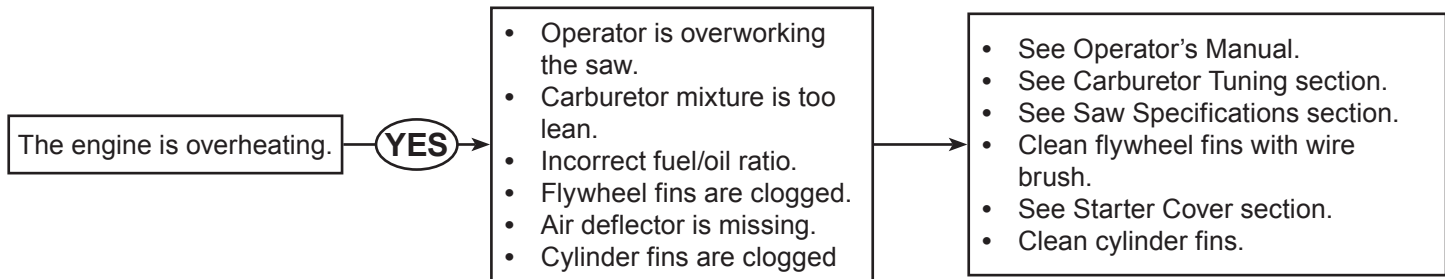 The engine is overheating.
YES
• Operator is overworking
the saw.
• Carburetor mixture is too
lean.
• Incorrect fuel/oil ratio.
• Flywheel fins are clogged.
• Air deflector is missing.
• Cylinder fins are clogged
• See Operator’s Manual.
• See Carburetor Tuning section.
• See Saw Specifications section.
• Clean flywheel fins with wire
brush.
• See Starter Cover section.
• Clean cylinder fins.